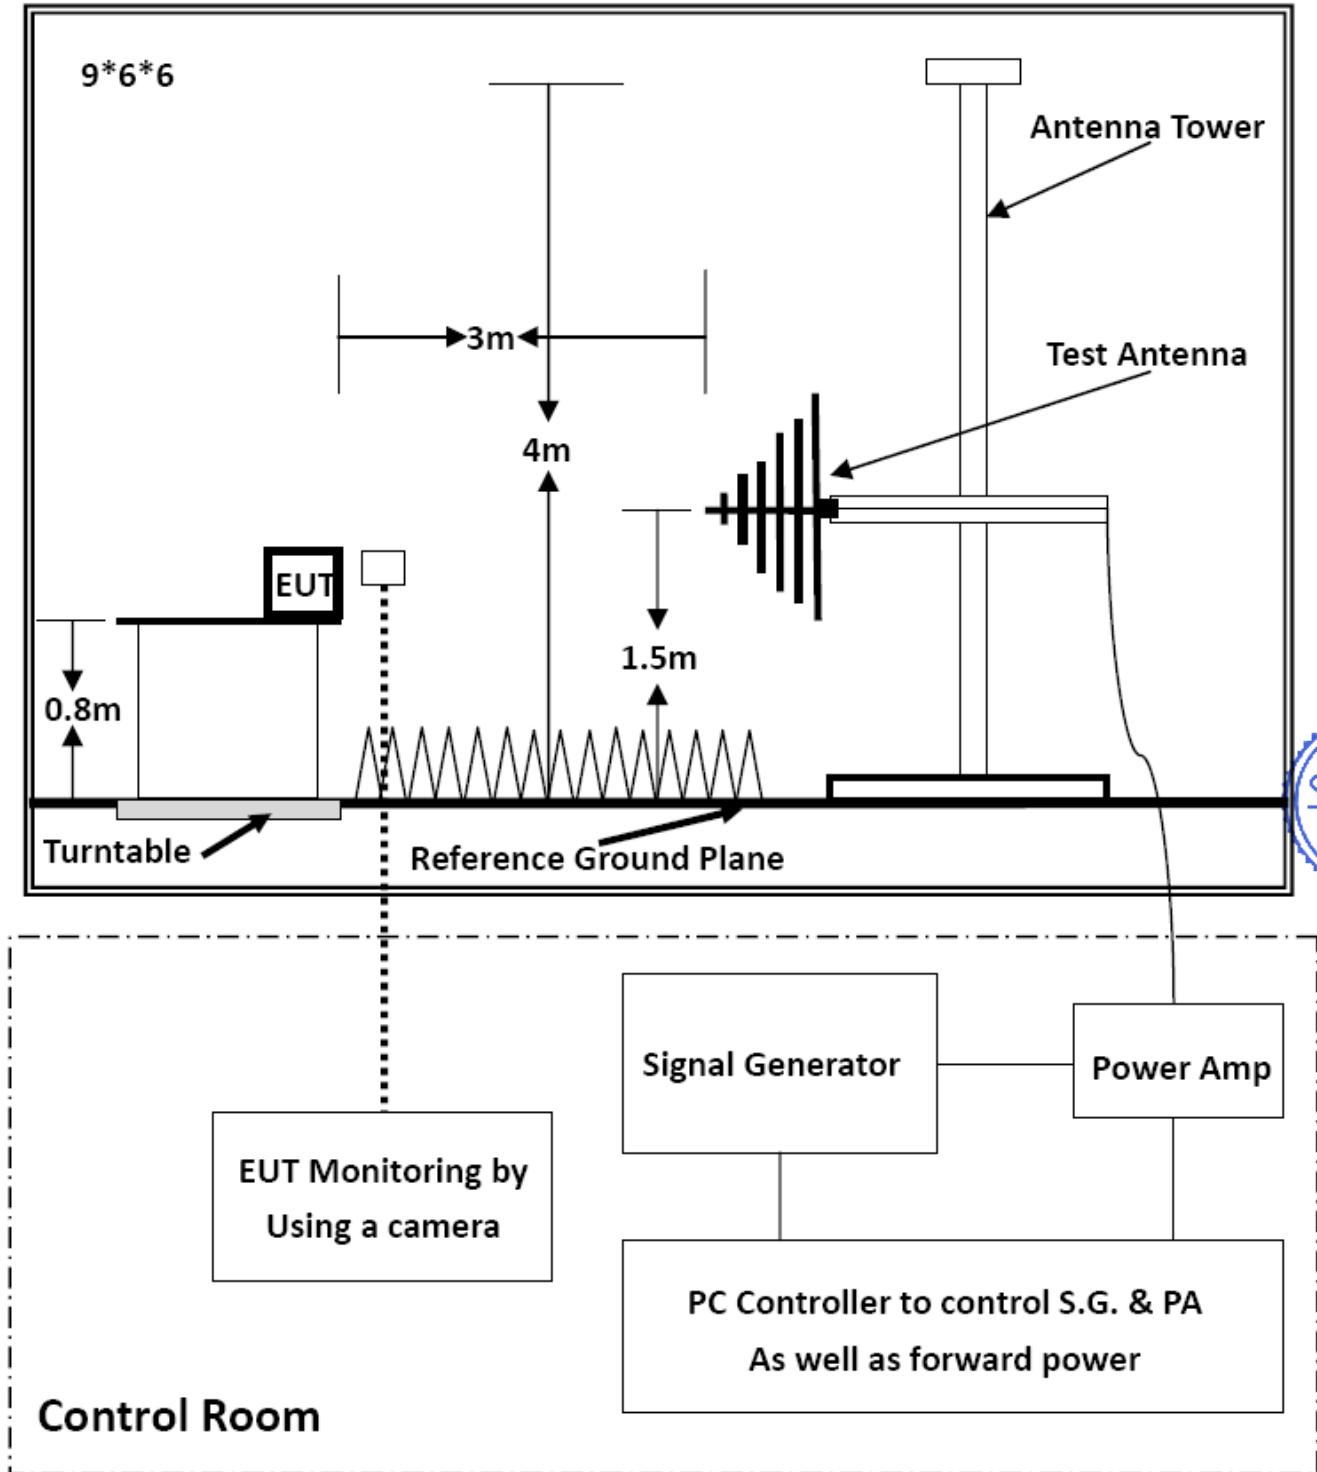 9*6*6
Antenna Tower
3m
Test Antenna
4m
EUT
1.5m
0.8m
Turntable
Reference Ground Plane
Signal Generator
Power Amp
EUT Monitoring by
Using a camera
PC Controller to control S.G. & PA
As well as forward power
Control Room